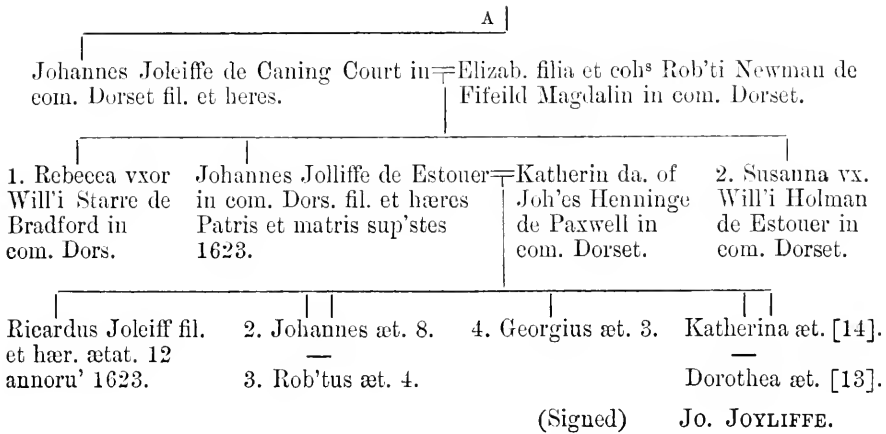 A
Johannes Joleiffe de Caning Court in
com. Dorset fil. et heres.
Elizab. filia et cohs Rob'ti Newman de
Fifeild Magdalin in com. Dorset.
1. Rebecca vxor
Will'i Starre de
Bradford in
com. Dors.
Johannes Jolliffe de Estouer
in com. Dors. fil. et hæres
Patris et matris sup'stes
1623.
Katherin da. of
Joh'es Henninge
de Paxwell in
com. Dorset.
2. Susanna vx.
Will'i Holman
de Estouer in
com. Dorset.
Ricardus Joleiff fil.
et hær. ætat. 12
annoru' 1623.
2. Johannes æt. 8.
3. Rob'tus æt. 4.
4. Georgius æt. 3.
Katherina æt. [14].
Dorothea æt. [13].
(Signed) JO. JOYLIFFE.